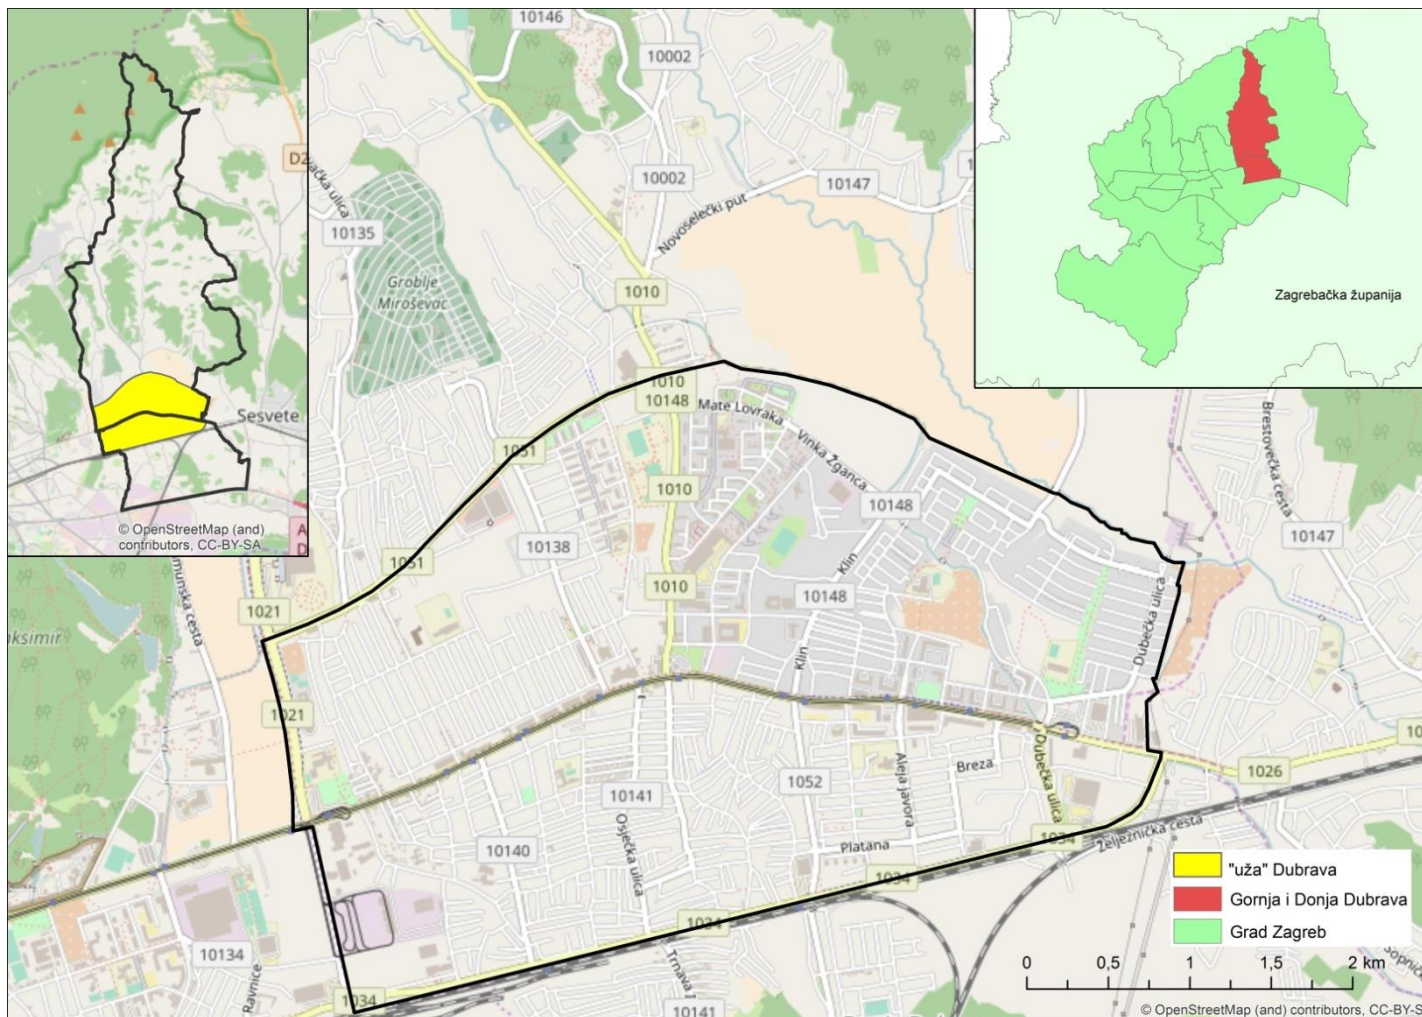 D2
Sesvete
© OpenStreetMap (and)
contributors, CC-BY-SA
Zagrebačka županija
10146
10002
10002
10147
Novoselečki put
10135
Groblje
Miroševac
1010
1010
10148
Mate Lovraka
Vinka Žganca
1051
1010
10148
Brestovečka cesta
10147
10138
Klin
1051
1010
10148
1021
Dubečka ulica
Klin
1021
Aleja javora
Breza
Dubečka ulica
1026
1052
10141
Osječka ulica
10140
Platana
1034
Željeznička cesta
1034
1034
10134
Ravnice
1034
10141
"uža" Dubrava
Gornja i Donja Dubrava
Grad Zagreb
0 0,5 1 1,5 2 km
© OpenStreetMap (and) contributors, CC-BY-S